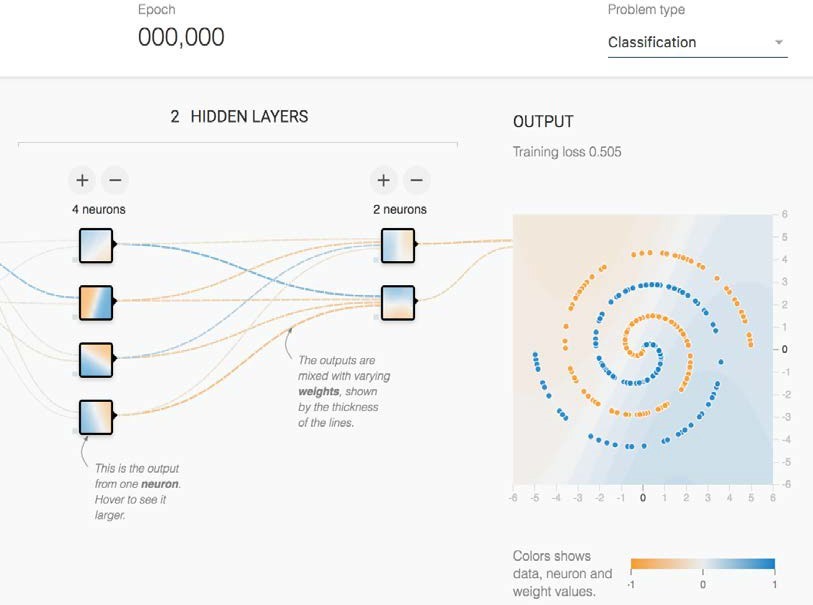 Epoch
000,000
Problem type
Classification
2 HIDDEN LAYERS
OUTPUT
Training loss 0.505
+ − + −
4 neurons
2 neurons
The outputs are
mixed with varying
weights, shown
by the thickness
of the lines.
This is the output
from one neuron.
Hover to see it
larger.
6
5
4
3
2
1
0
-1
-2
-3
-4
-5
-6
-6 -5 -4 -3 -2 -1 0 1 2 3 4 5 6
Colors shows
data, neuron and
weight values.
-1 0 1